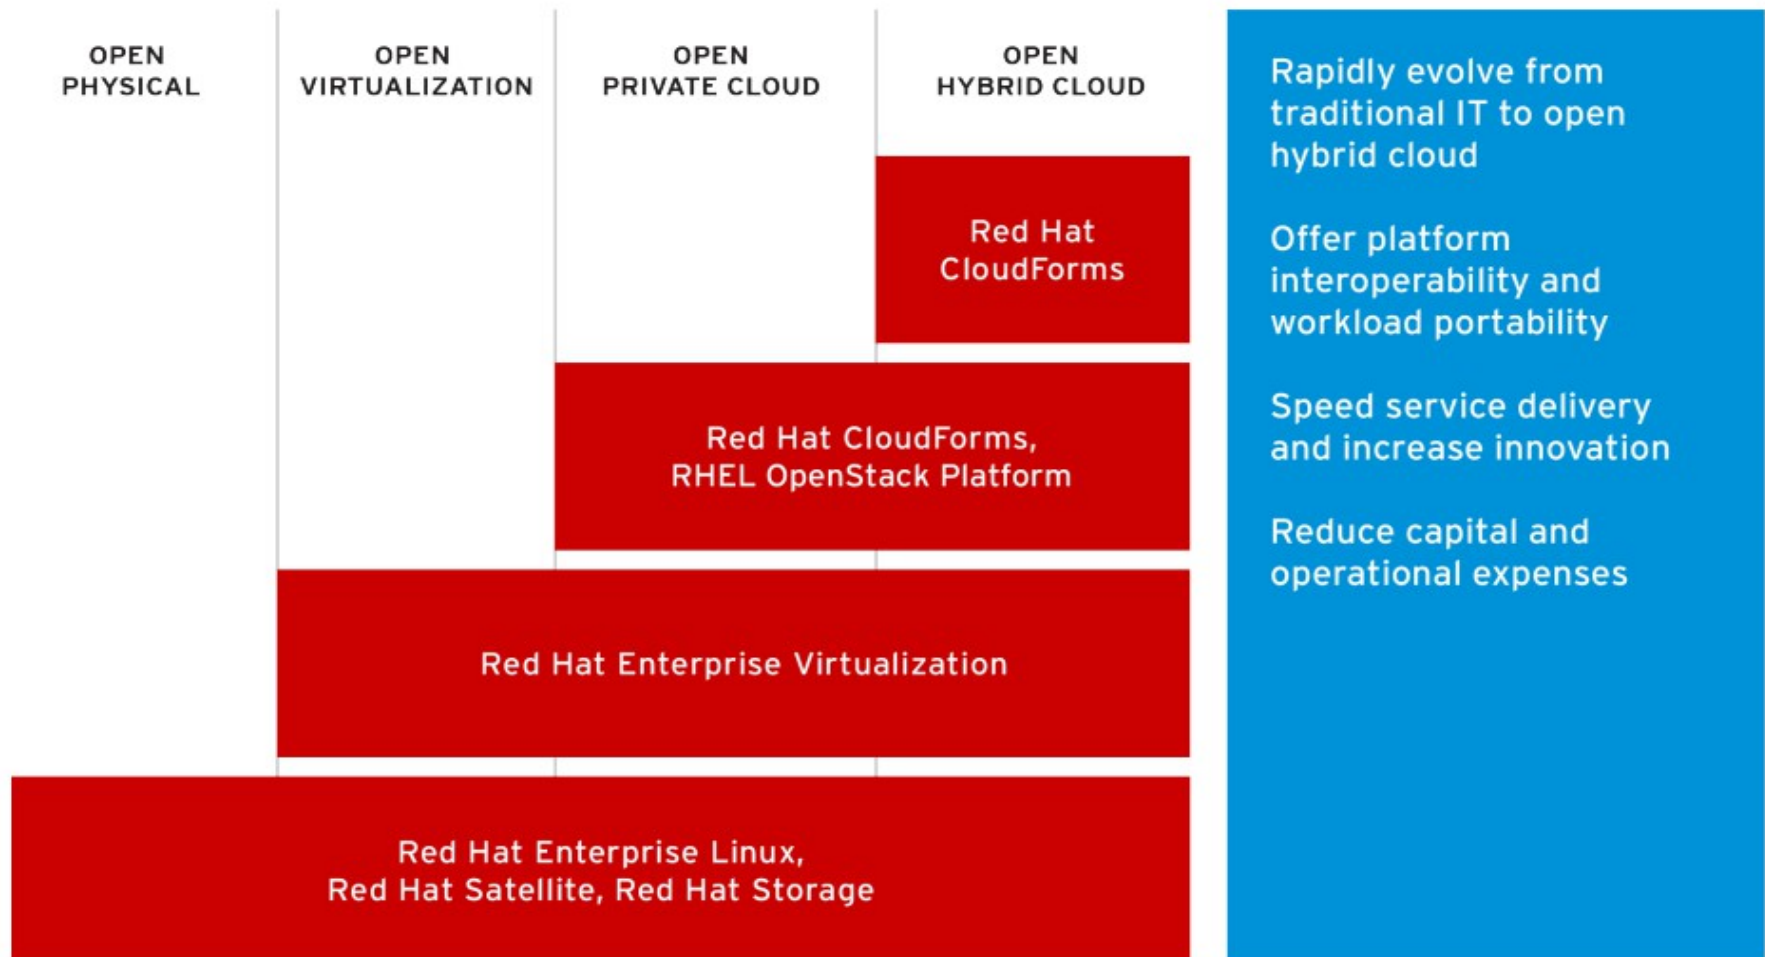 OPEN
PHYSICAL
OPEN
VIRTUALIZATION
OPEN
PRIVATE CLOUD
OPEN
HYBRID CLOUD
Red Hat
CloudForms
Red Hat CloudForms,
RHEL OpenStack Platform
Red Hat Enterprise Virtualization
Red Hat Enterprise Linux,
Red Hat Satellite, Red Hat Storage
Rapidly evolve from
traditional IT to open
hybrid cloud
Offer platform
interoperability and
workload portability
Speed service delivery
and increase innovation
Reduce capital and
operational expenses